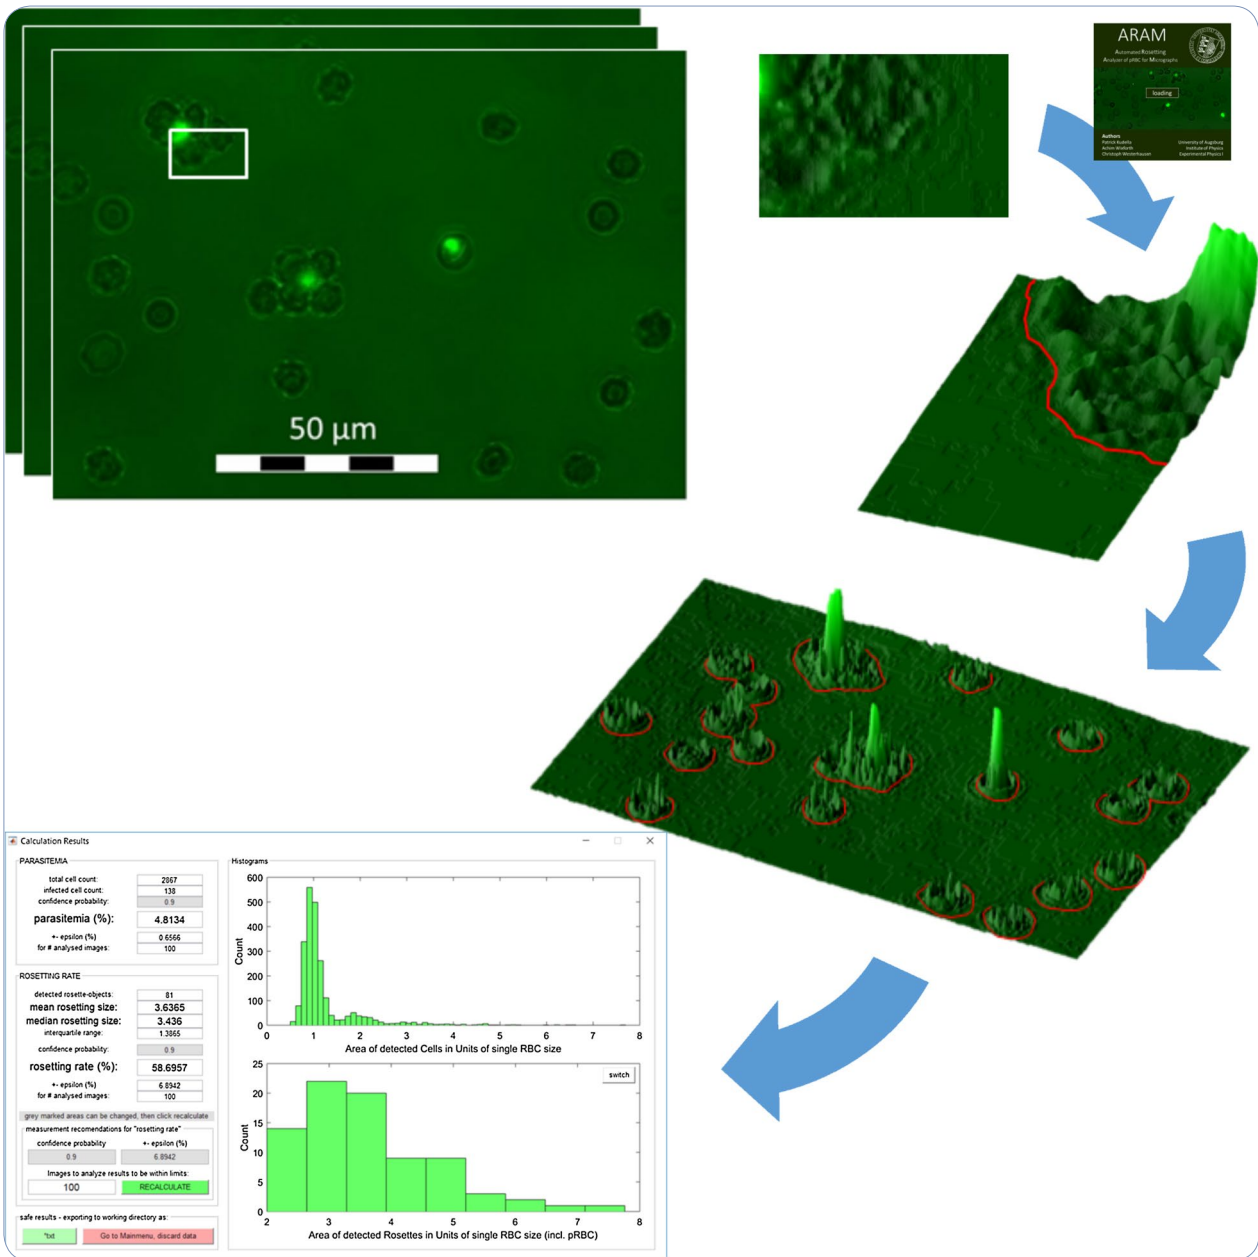 ARAM
Automated Rosetting
Analyzer of pRBC for Micrographs
loading
Authors
Patrick Budella
University of Augsburg
Achim Wixforth
Institute of Physics
Christoph Westerhausen
Experimental Physics I
50 µm
Calculation Results
PARASITEMIA
total cell count: 2867
infected cell count: 138
confidence probability: 0.9
parasitemia (%): 4.8134
+- epsilon (%) 0.6566
for # analysed images: 100
ROSETTING RATE
detected rosette-objects: 81
mean rosetting size: 3.6365
median rosetting size: 3.436
interquartile range: 1.3865
confidence probability: 0.9
rosetting rate (%): 58.6957
+- epsilon (%) 6.8942
for # analysed images: 100
grey marked areas can be changed, then click recalculate
measurement recomendations for "rosetting rate"
confidence probability +- epsilon (%)
0.9 6.8942
Images to analyze results to be within limits:
100 RECALCULATE
safe results - exporting to working directory as:
*txt Go to Mainmenu, discard data
Histograms
600
500
400
300
200
100
0
Count
0 1 2 3 4 5 6 7 8
Area of detected Cells in Units of single RBC size
switch
25
20
15
10
5
0
Count
2 3 4 5 6 7 8
Area of detected Rosettes in Units of single RBC size (incl. pRBC)